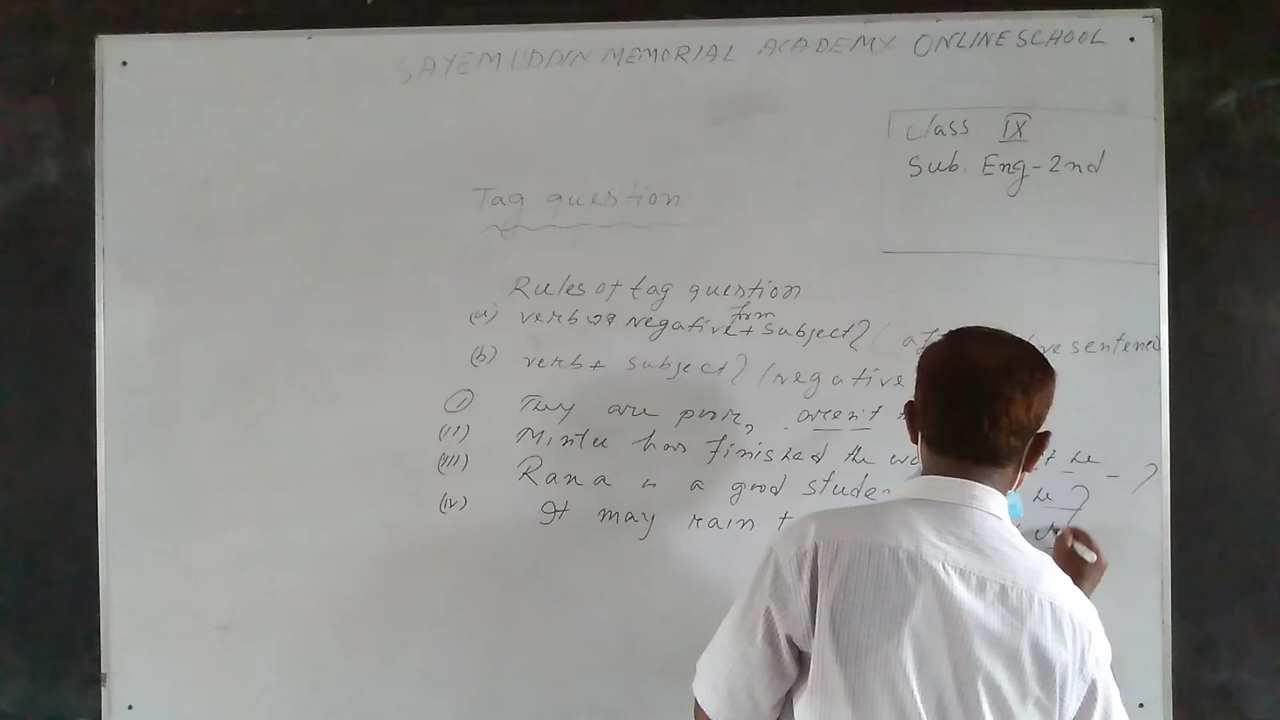 SAYEMUDDIN MEMORIAL ACADEMY ONLINE SCHOOL
Class IX
Sub. Eng-2nd
Tag question
Rules of tag question
(a) verb negative form + subject? (
(b) verb + subject? (negative
(i) They are poor, aren't
(ii) Mintu has finished the he ?
(iii) Rana is a good he?
(iv) It may rain